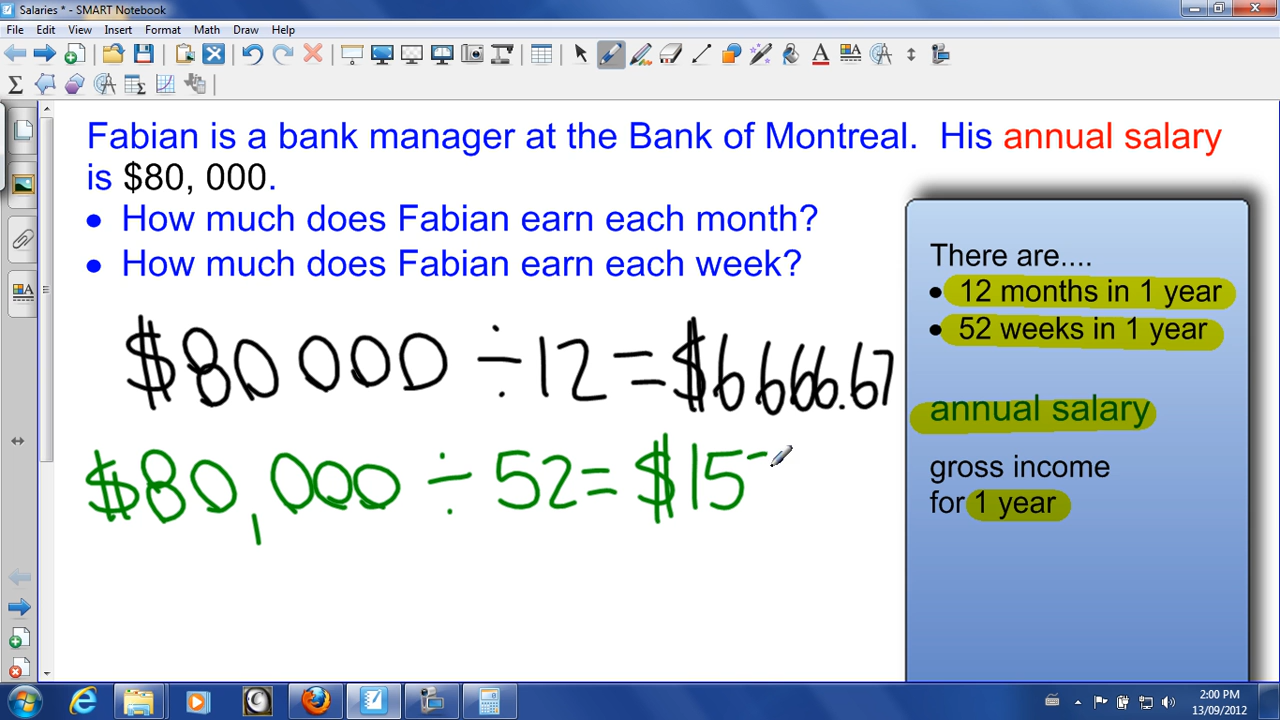 Salaries * - SMART Notebook
File Edit View Insert Format Math Draw Help
Fabian is a bank manager at the Bank of Montreal. His annual salary
is $80, 000.
• How much does Fabian earn each month?
• How much does Fabian earn each week?
$80 000 ÷ 12 = $6666.67
$80,000 ÷ 52 = $15
There are....
• 12 months in 1 year
• 52 weeks in 1 year
annual salary
gross income
for 1 year
2:00 PM
13/09/2012